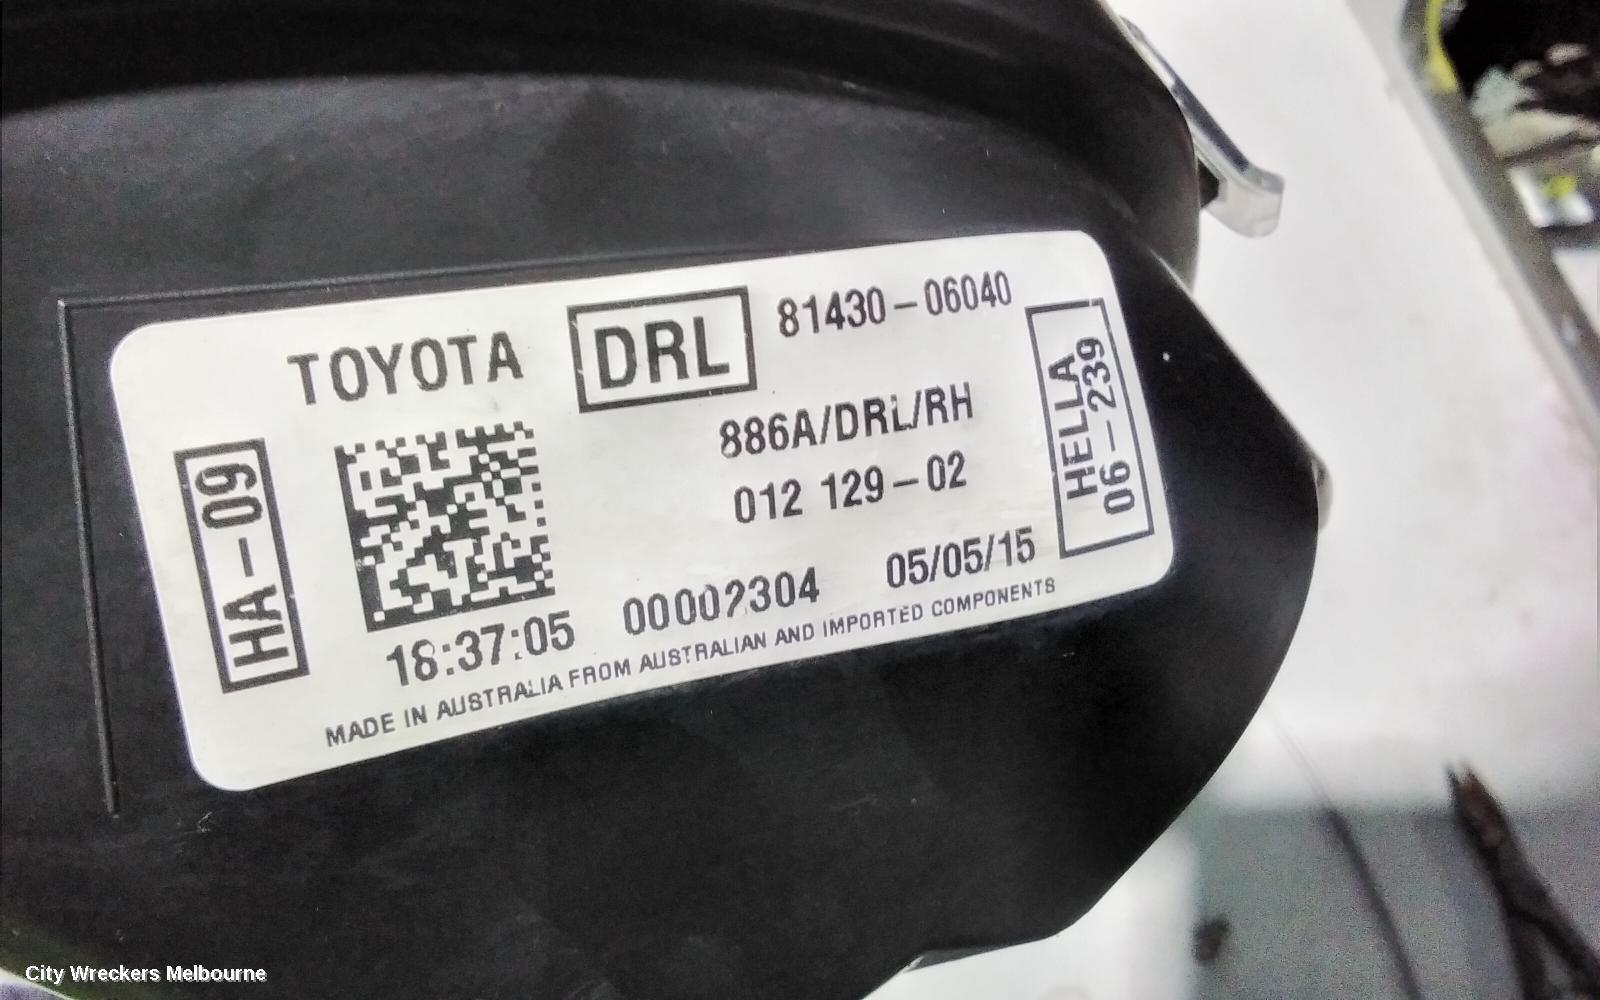 TOYOTA DRL 81430-06040
886A/DRL/RH
012 129-02
HELLA
06-239
HA-09
18:37:05 00002304 05/05/15
MADE IN AUSTRALIA FROM AUSTRALIAN AND IMPORTED COMPONENTS
City Wreckers Melbourne